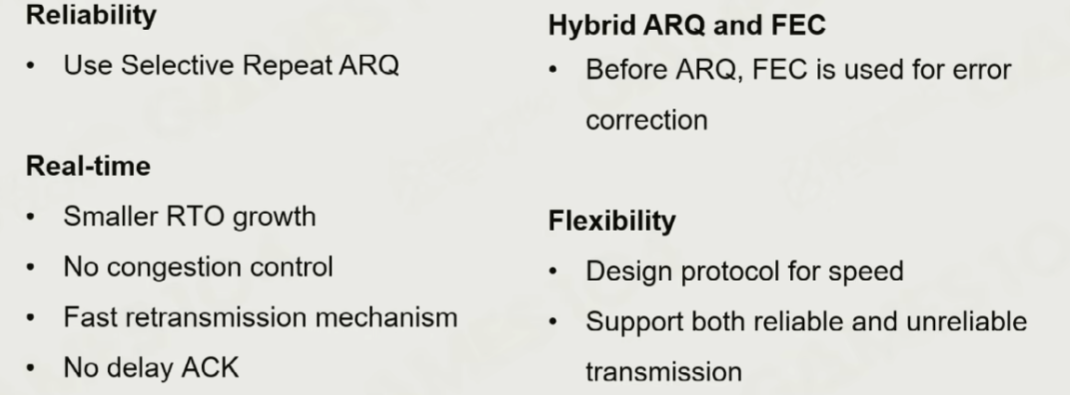 Reliability
• Use Selective Repeat ARQ
Real-time
• Smaller RTO growth
• No congestion control
• Fast retransmission mechanism
• No delay ACK
Hybrid ARQ and FEC
• Before ARQ, FEC is used for error
correction
Flexibility
• Design protocol for speed
• Support both reliable and unreliable
transmission